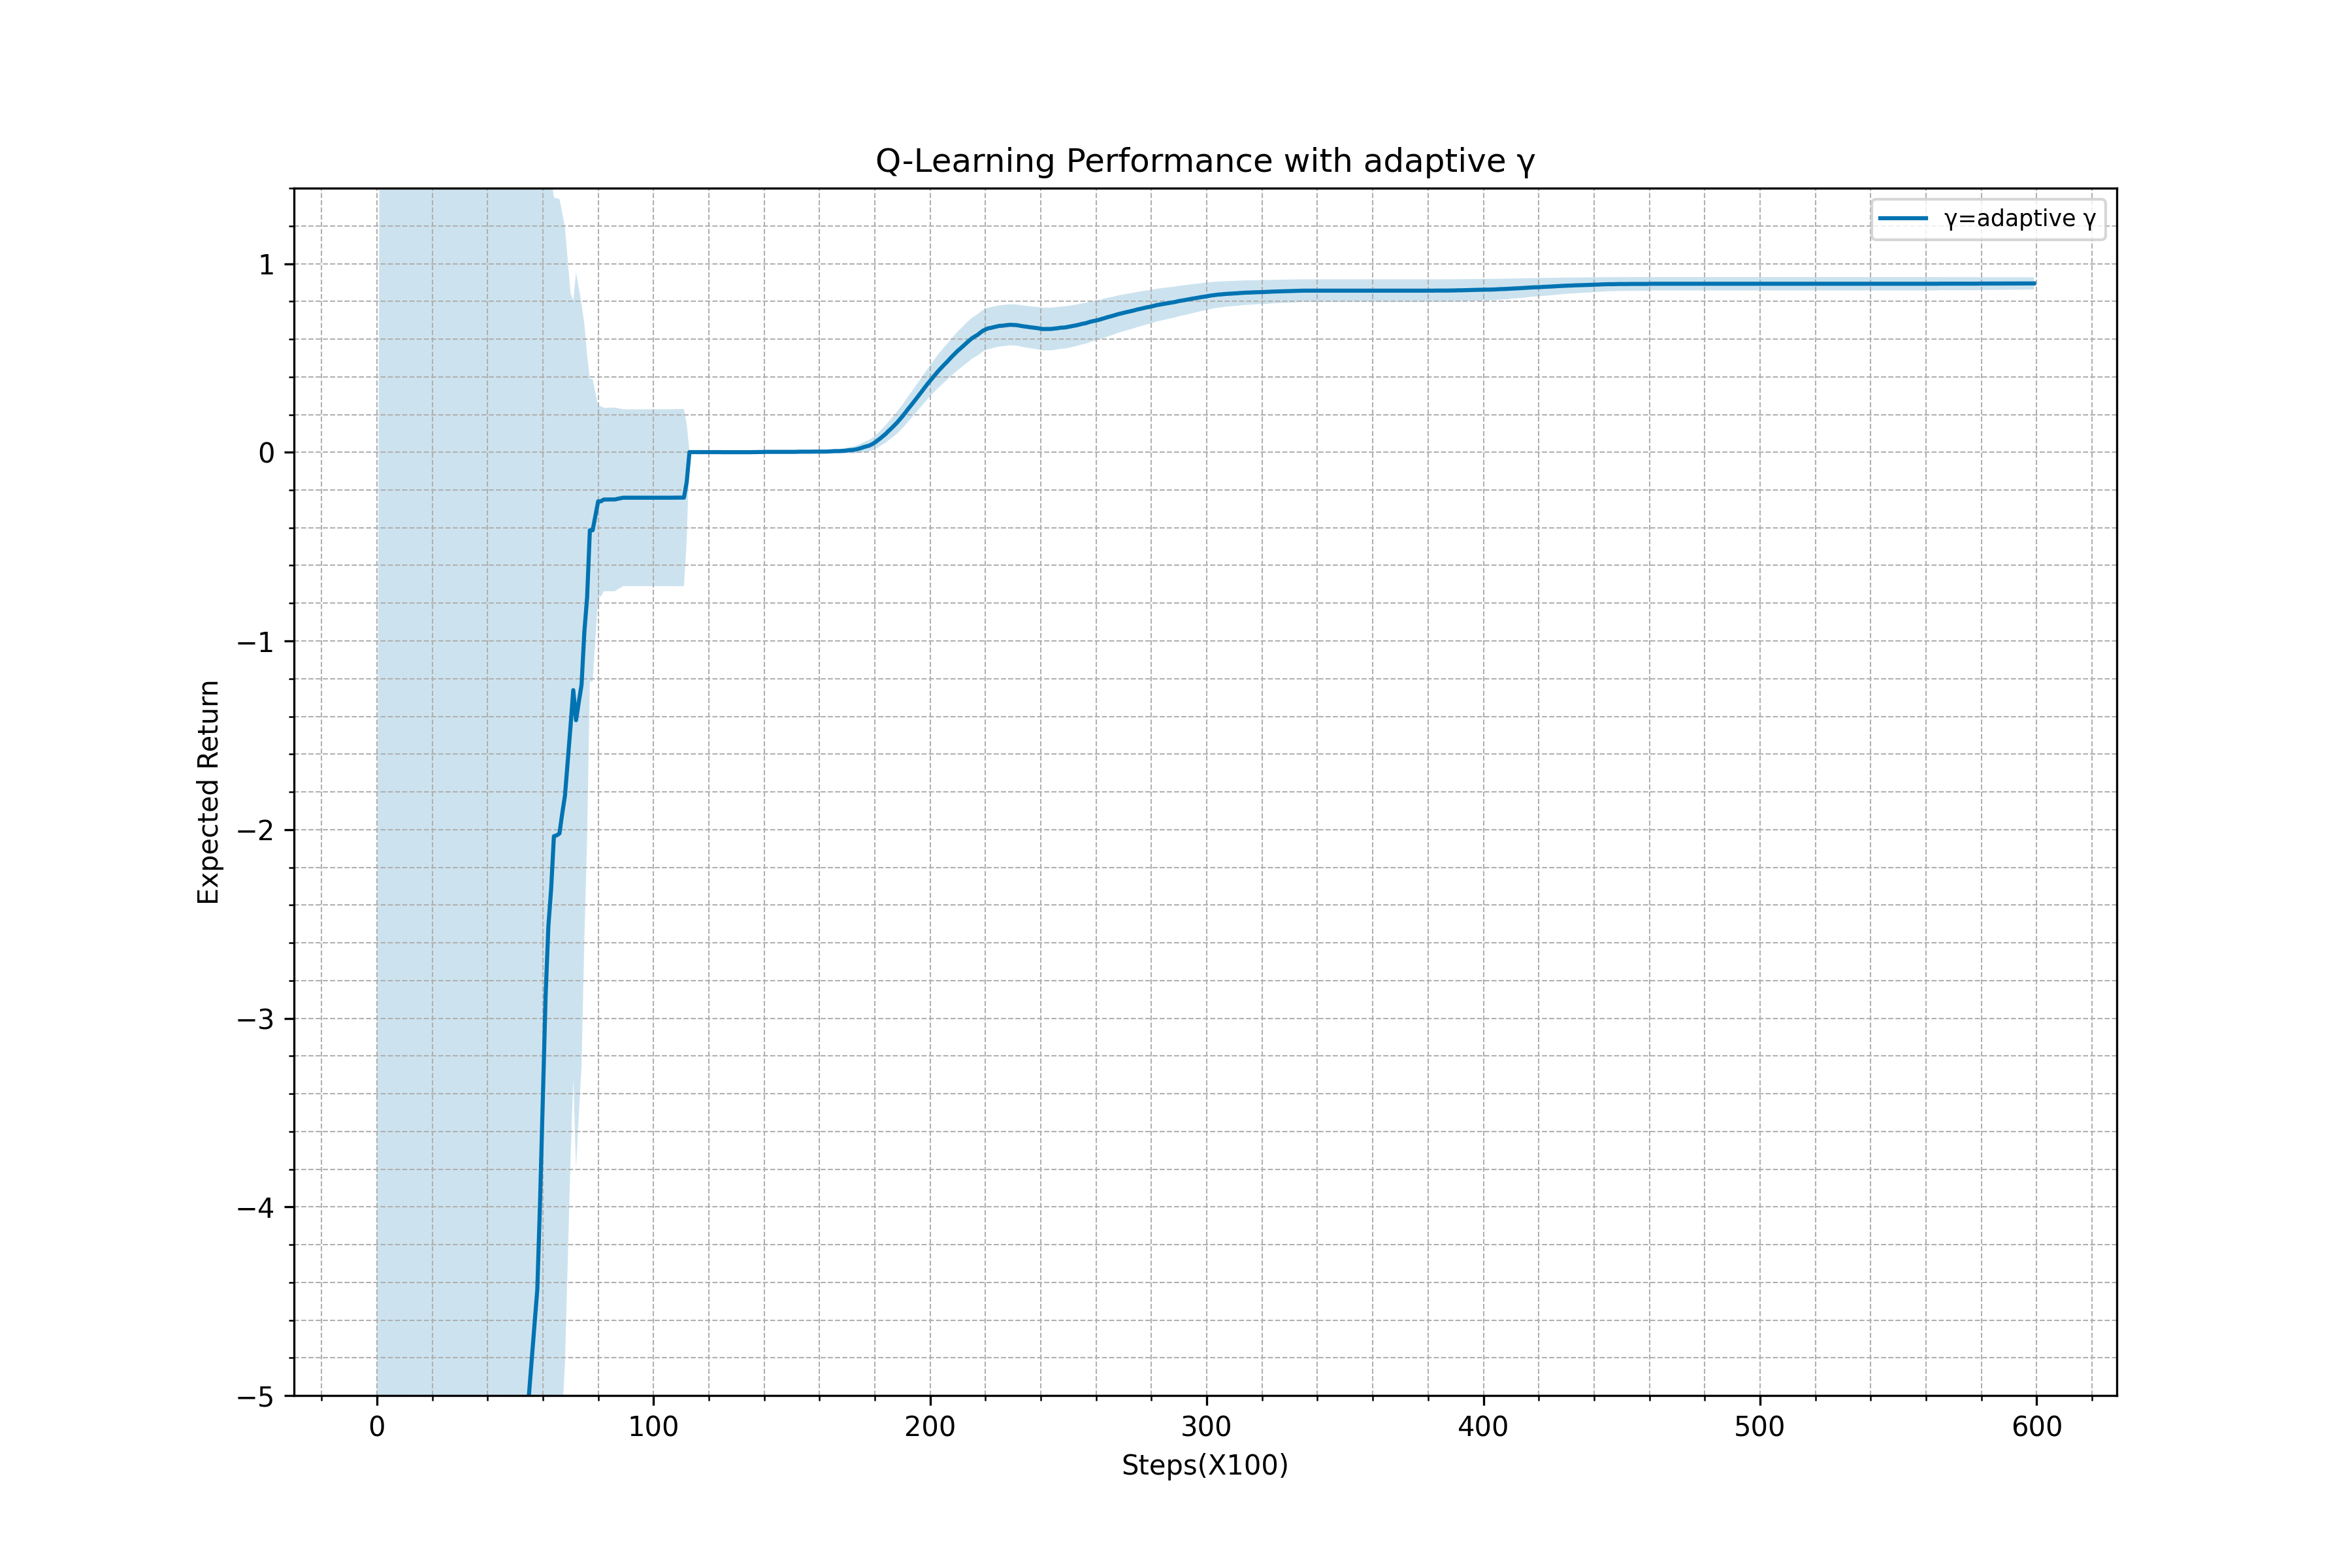 Q-Learning Performance with adaptive γ
γ=adaptive γ
Expected Return
1
0
−1
−2
−3
−4
−5
0 100 200 300 400 500 600
Steps(X100)